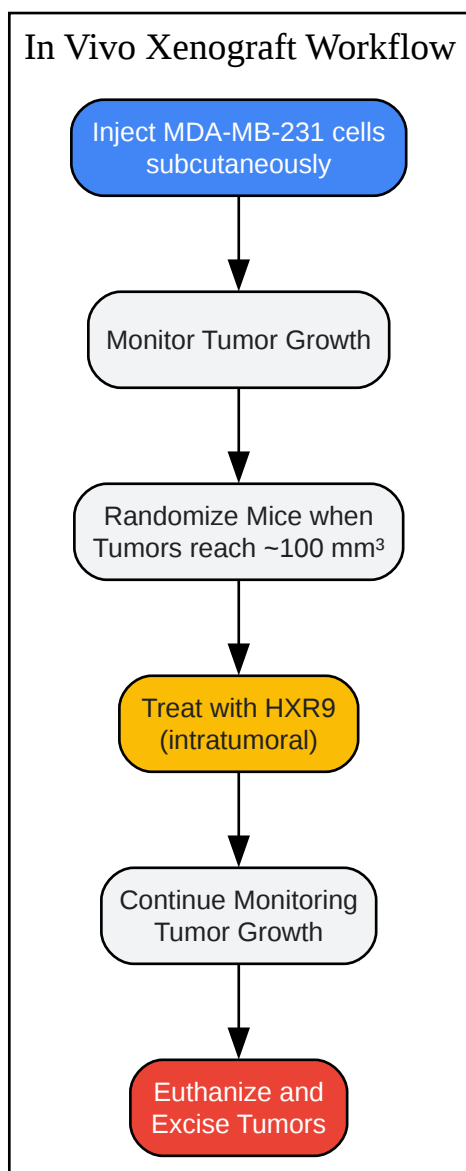 In Vivo Xenograft Workflow
Inject MDA-MB-231 cells
subcutaneously
Monitor Tumor Growth
Randomize Mice when
Tumors reach ~100 mm³
Treat with HXR9
(intratumoral)
Continue Monitoring
Tumor Growth
Euthanize and
Excise Tumors